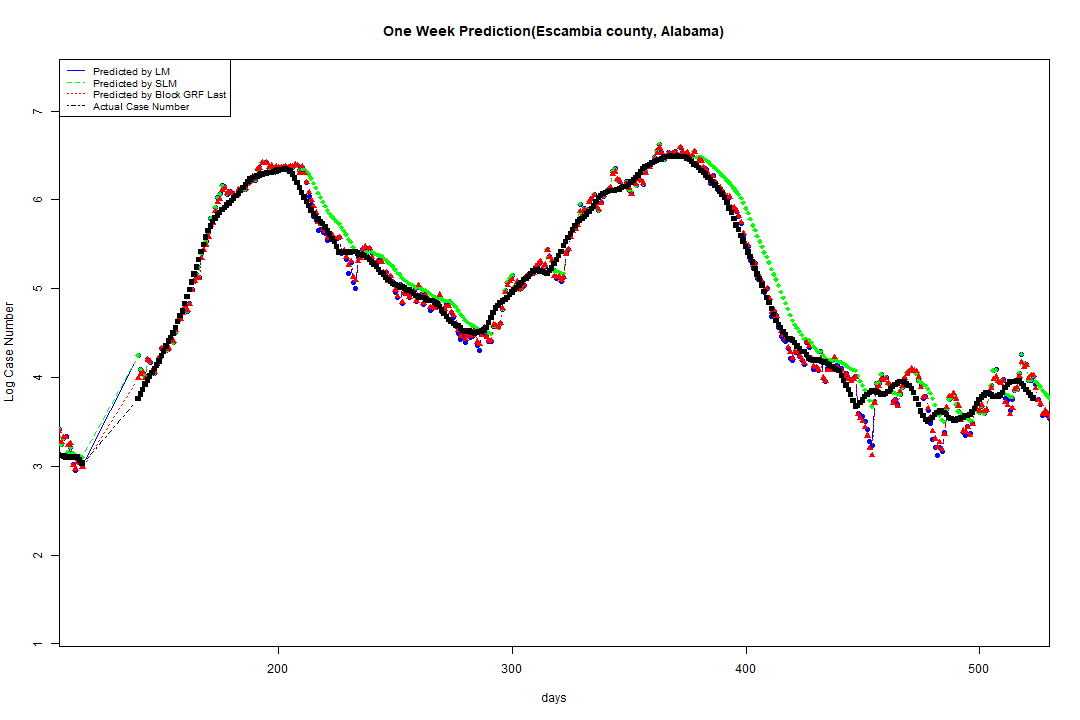 One Week Prediction(Escambia county, Alabama)
Predicted by LM
Predicted by SLM
Predicted by Block GRF Last
Actual Case Number
7
6
5
4
3
2
1
Log Case Number
200 300 400 500
days